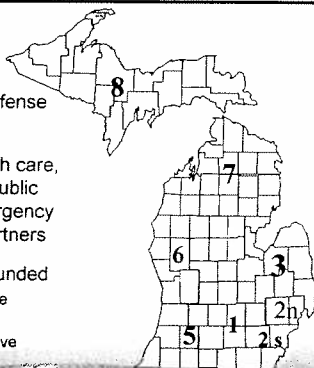 8
fense
7
h care,
ublic
rgency
rtners
6
3
unded
e
2n
1
5
2s
ve